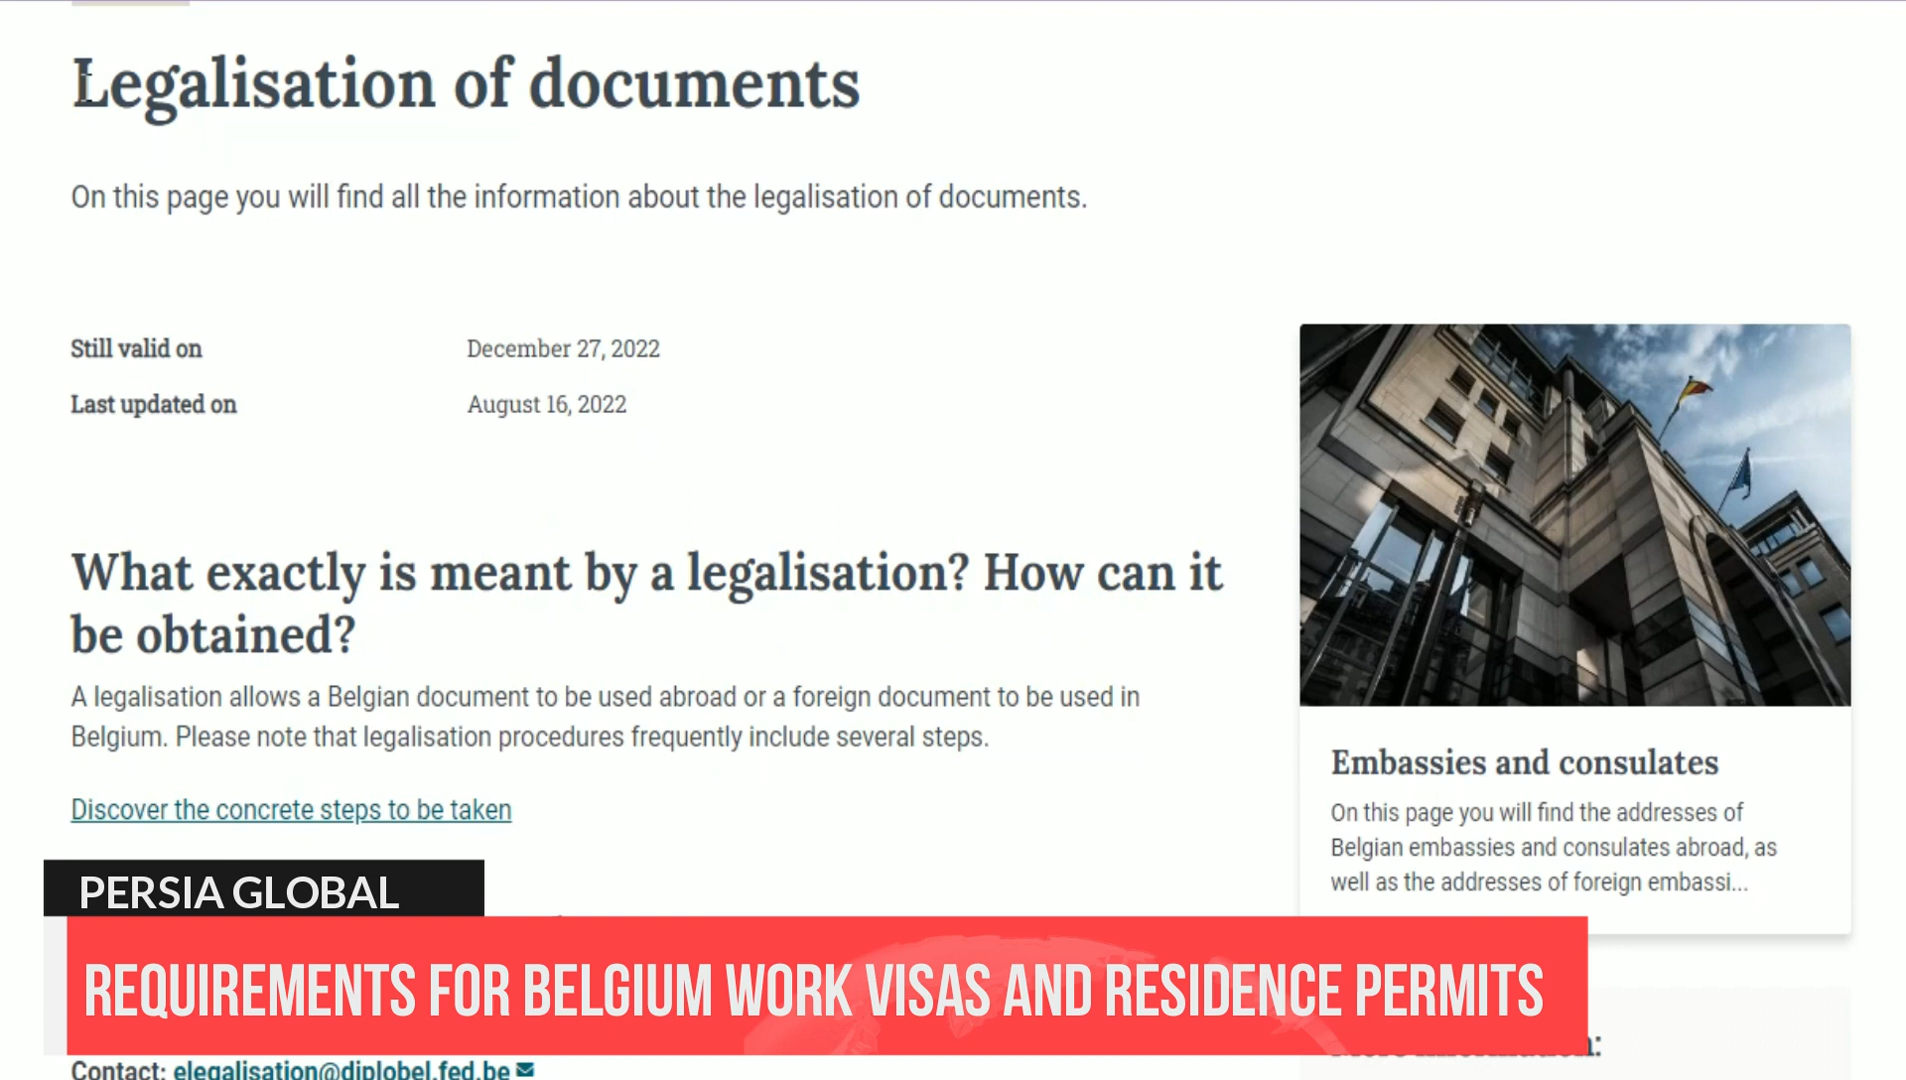 Legalisation of documents
On this page you will find all the information about the legalisation of documents.
Still valid on
December 27, 2022
Last updated on
August 16, 2022
What exactly is meant by a legalisation? How can it
be obtained?
A legalisation allows a Belgian document to be used abroad or a foreign document to be used in
Belgium. Please note that legalisation procedures frequently include several steps.
Discover the concrete steps to be taken
Embassies and consulates
On this page you will find the addresses of
Belgian embassies and consulates abroad, as
well as the addresses of foreign embassi...
PERSIA GLOBAL
REQUIREMENTS FOR BELGIUM WORK VISAS AND RESIDENCE PERMITS
Contact: elegalisation@diplobel.fed.be